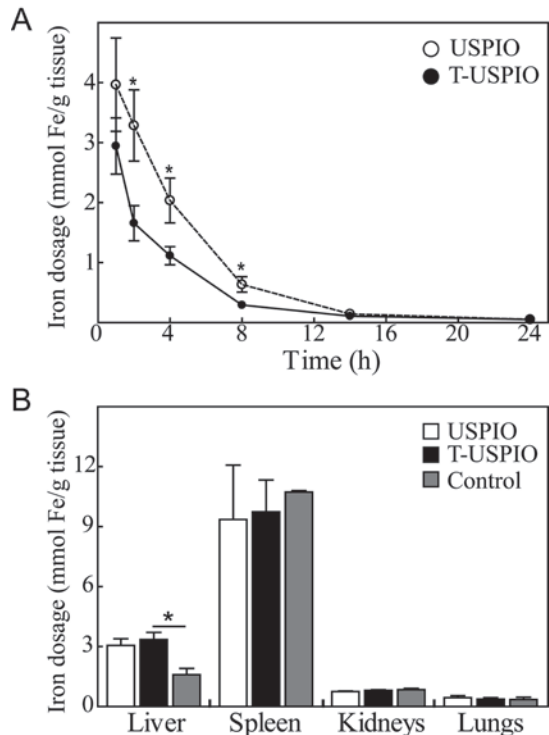 A
Iron dosage (mmol Fe/g tissue)
USPIO
T-USPIO
4
3
2
1
* * *
0 4 8 12 16 20 24
Time (h)
B
Iron dosage (mmol Fe/g tissue)
USPIO
T-USPIO
Control
12
9
6
3
0
*
Liver Spleen Kidneys Lungs